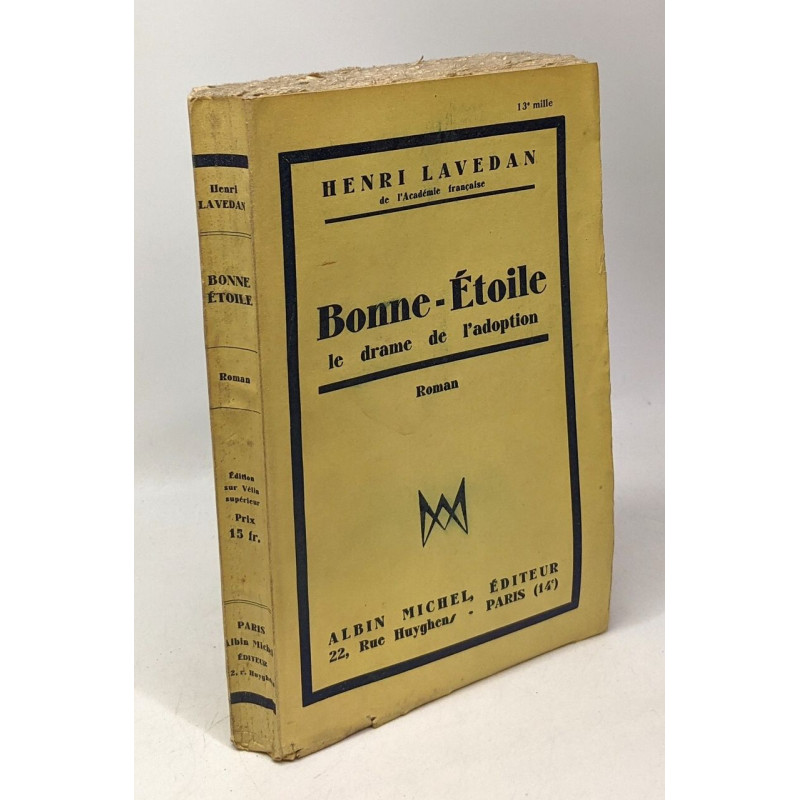 13e mille
HENRI LAVEDAN
de l'Académie française
Bonne-Étoile
le drame de l'adoption
Roman
ALBIN MICHEL, ÉDITEUR
22, Rue Huyghens - PARIS (14e)
Henri
LAVEDAN
BONNE
ÉTOILE
Roman
Édition
sur Vélin
supérieur
Prix
15 fr.
PARIS
Albin Michel
ÉDITEUR
2, r. Huyghens